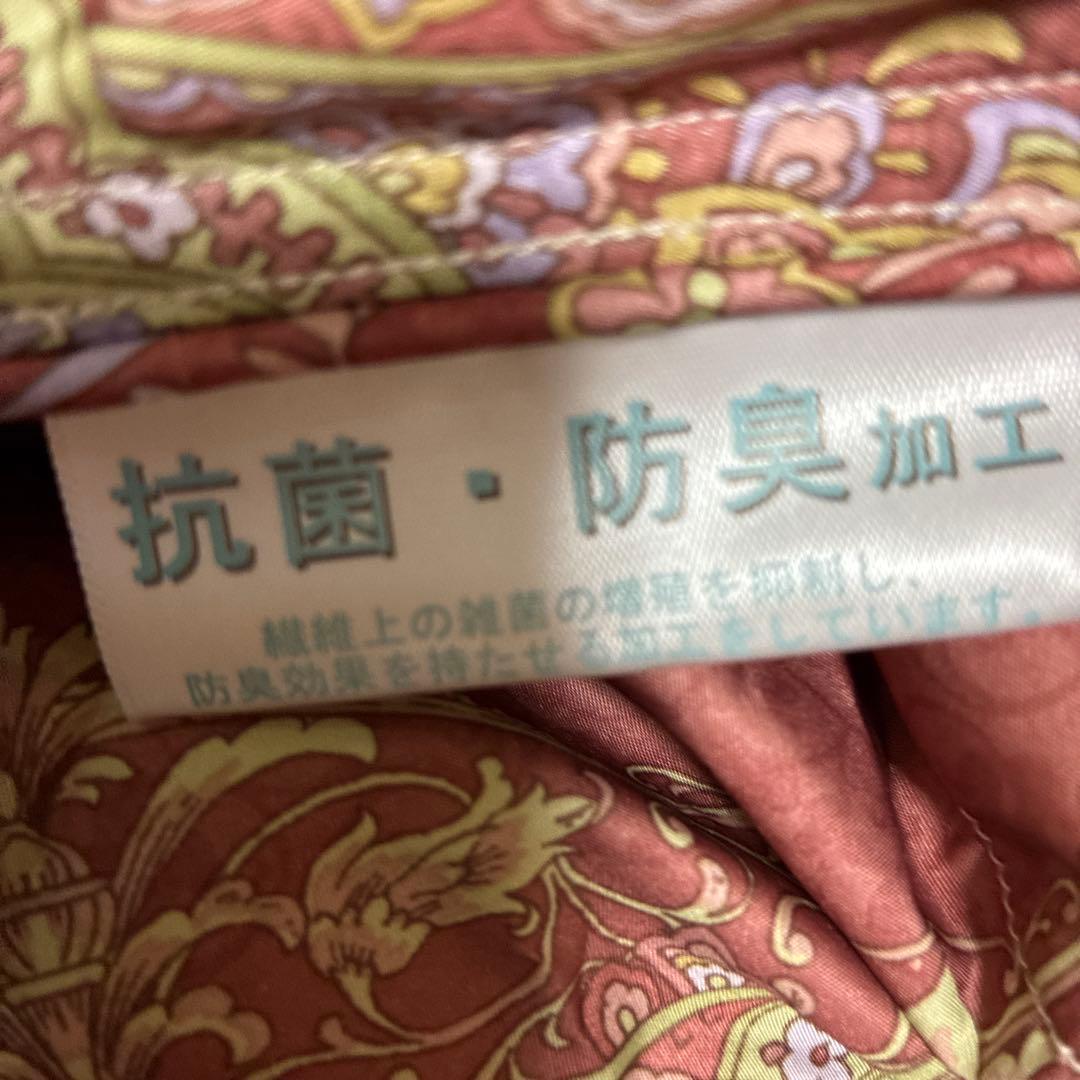 抗菌・防臭加工
繊維上の雑菌の増殖を抑制し、
防臭効果を持たせる加工をしています。